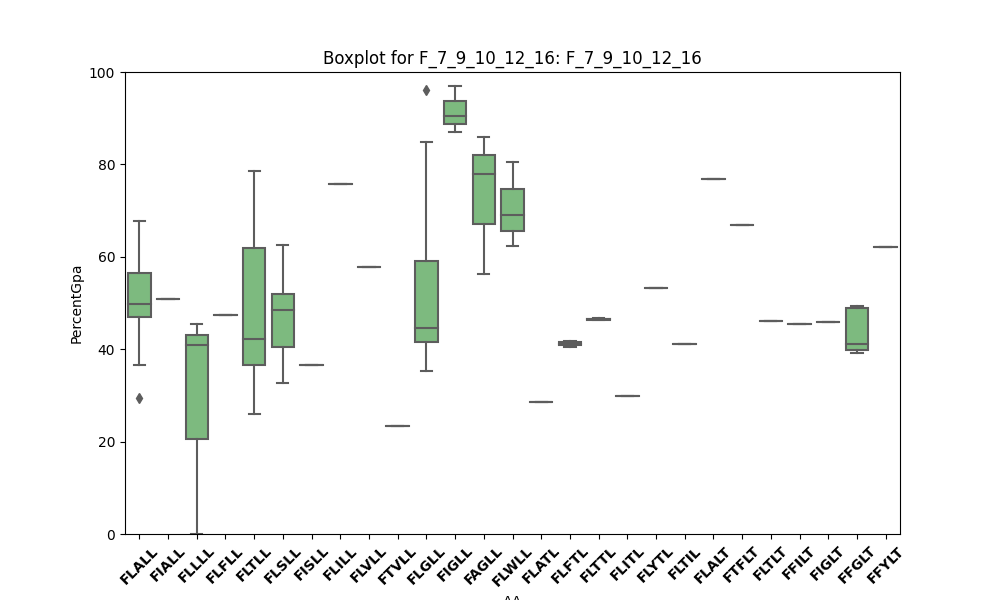 Boxplot for F_7_9_10_12_16: F_7_9_10_12_16
PercentGpa
100
80
60
40
20
0
FLALL
FIALL
FLLLL
FLFLL
FLTLL
FLSLL
FISLL
FLILL
FLVLL
FTVLL
FLGLL
FIGLL
FAGLL
FLWLL
FLATL
FLFTL
FLTTL
FLITL
FLYTL
FLTIL
FLALT
FTFLT
FLTLT
FFILT
FIGLT
FFGLT
FFYLT
AA